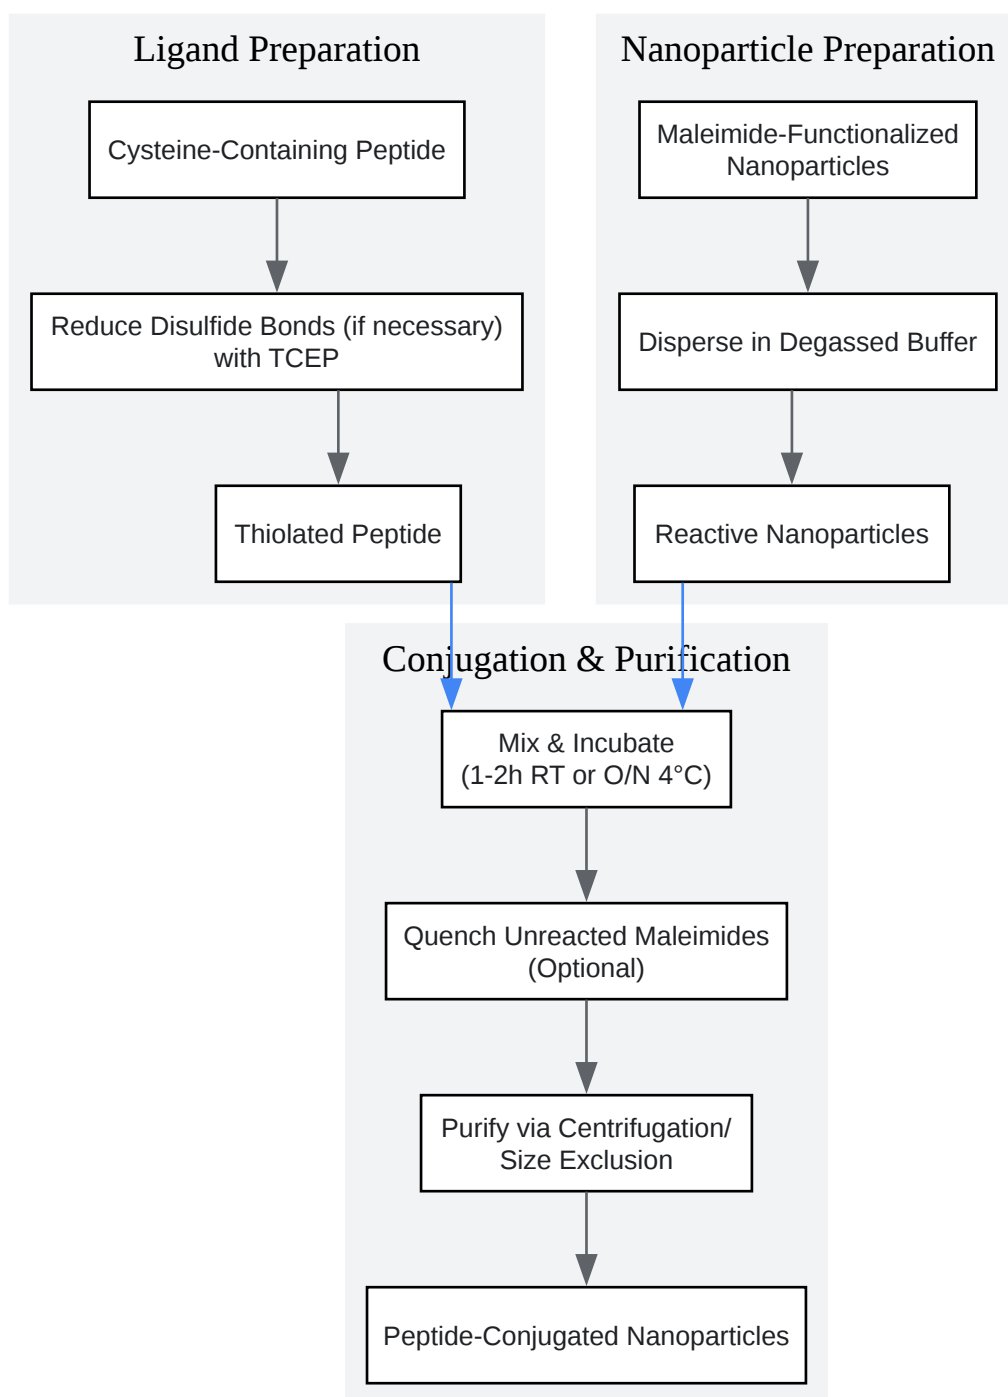 Ligand Preparation
Cysteine-Containing Peptide
Reduce Disulfide Bonds (if necessary)
with TCEP
Thiolated Peptide
Nanoparticle Preparation
Maleimide-Functionalized
Nanoparticles
Disperse in Degassed Buffer
Reactive Nanoparticles
Conjugation & Purification
Mix & Incubate
(1-2h RT or O/N 4°C)
Quench Unreacted Maleimides
(Optional)
Purify via Centrifugation/
Size Exclusion
Peptide-Conjugated Nanoparticles